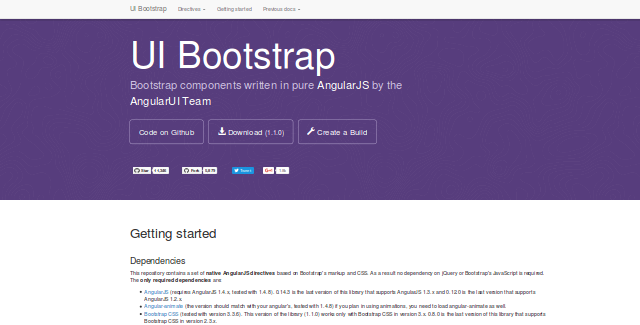 UI Bootstrap Directives Getting started Previous docs
UI Bootstrap
Bootstrap components written in pure AngularJS by the
AngularUI Team
Code on Github Download (1.1.0) Create a Build
Star Fork Tweet
Getting started
Dependencies
This repository contains a set of native AngularJS directives based on Bootstrap's markup and CSS. As a result no dependency on jQuery or Bootstrap's JavaScript is required.
The only required dependencies are:
AngularJS (requires AngularJS 1.4.x, tested with 1.4.8). 0.14.3 is the last version of this library that supports AngularJS 1.3.x and 0.12.0 is the last version that supports
AngularJS 1.2.x.
Angular-animate (the version should match with your angular's, tested with 1.4.8) if you plan in using animations, you need to load angular-animate as well.
Bootstrap CSS (tested with version 3.3.6). This version of the library (1.1.0) works only with Bootstrap CSS in version 3.x. 0.8.0 is the last version of this library that supports
Bootstrap CSS in version 2.3.x.